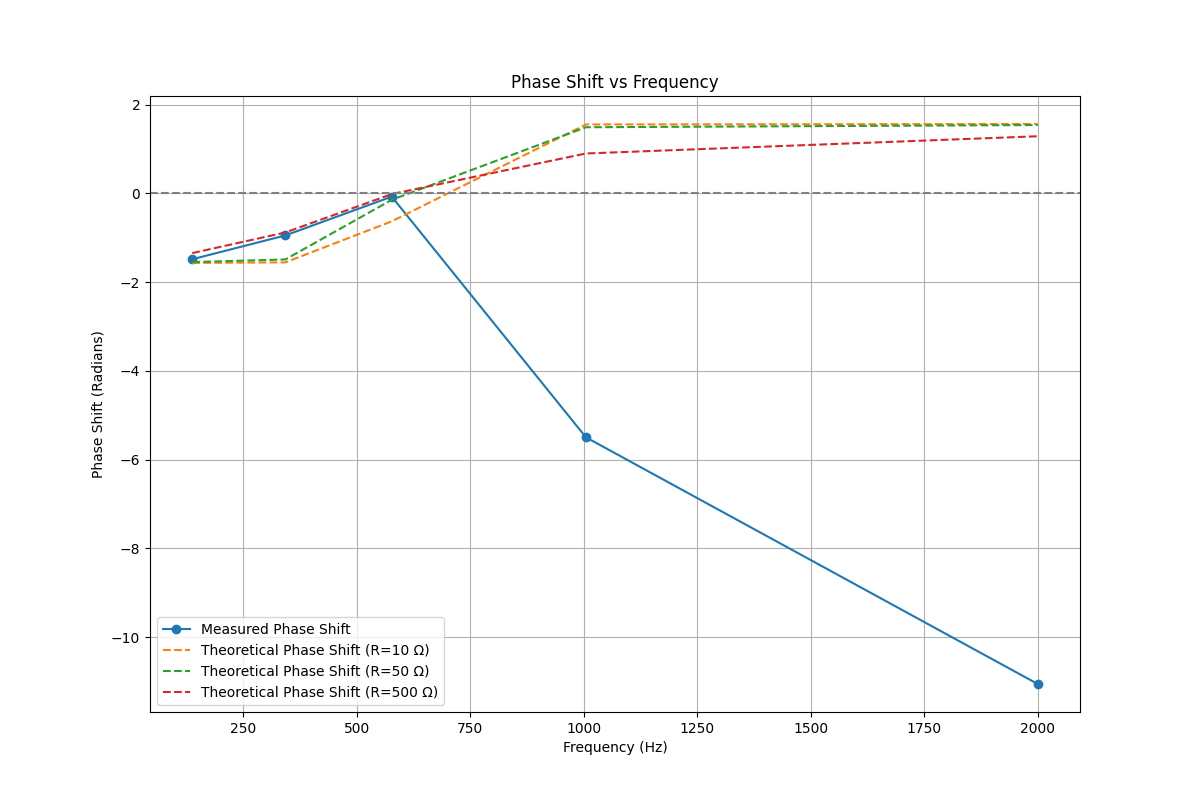 Phase Shift vs Frequency
2
0
−2
−4
−6
−8
−10
Phase Shift (Radians)
Measured Phase Shift
Theoretical Phase Shift (R=10 Ω)
Theoretical Phase Shift (R=50 Ω)
Theoretical Phase Shift (R=500 Ω)
250 500 750 1000 1250 1500 1750 2000
Frequency (Hz)